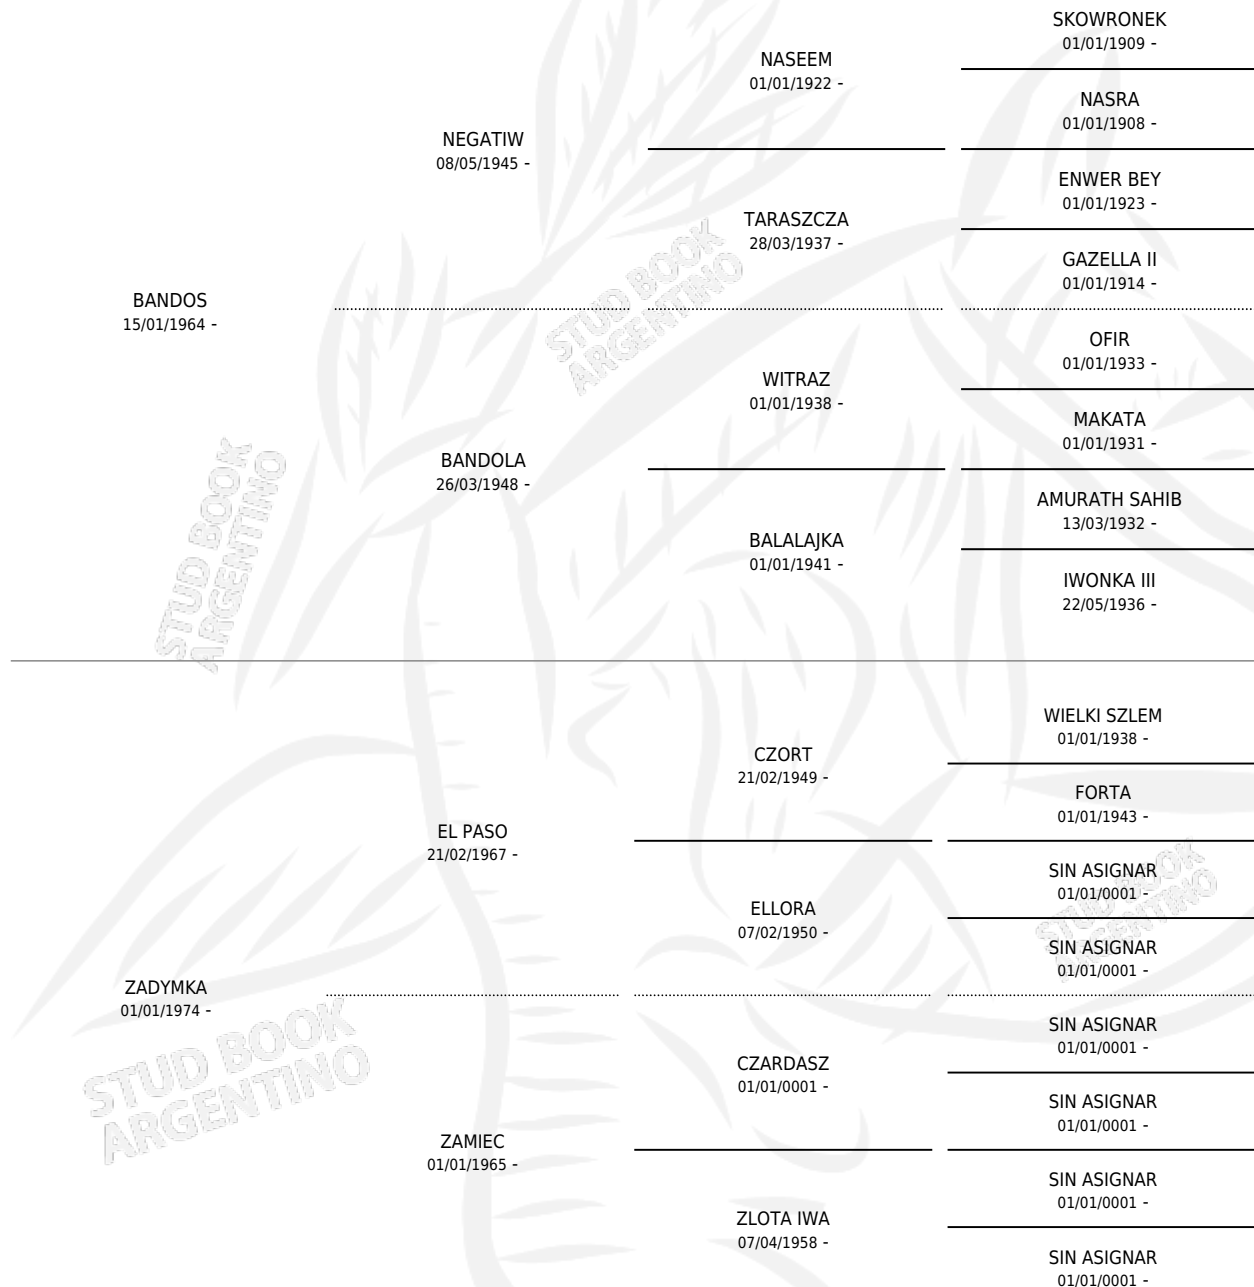 SKOWRONEK
01/01/1909 -
NASEEM
01/01/1922 -
NASRA
01/01/1908 -
NEGATIW
08/05/1945 -
ENWER BEY
01/01/1923 -
TARASZCZA
28/03/1937 -
GAZELLA II
01/01/1914 -
BANDOS
15/01/1964 -
STUD BOOK
ARGENTINO
OFIR
01/01/1933 -
WITRAZ
01/01/1938 -
MAKATA
01/01/1931 -
BANDOLA
26/03/1948 -
AMURATH SAHIB
13/03/1932 -
BALALAJKA
01/01/1941 -
IWONKA III
22/05/1936 -
STUD BOOK
ARGENTINO
WIELKI SZLEM
01/01/1938 -
CZORT
21/02/1949 -
FORTA
01/01/1943 -
EL PASO
21/02/1967 -
SIN ASIGNAR
01/01/0001 -
ELLORA
07/02/1950 -
STUD BOOK
ARGENTINO
SIN ASIGNAR
01/01/0001 -
ZADYMKA
01/01/1974 -
STUD BOOK
ARGENTINO
SIN ASIGNAR
01/01/0001 -
CZARDASZ
01/01/0001 -
SIN ASIGNAR
01/01/0001 -
ZAMIEC
01/01/1965 -
SIN ASIGNAR
01/01/0001 -
ZLOTA IWA
07/04/1958 -
SIN ASIGNAR
01/01/0001 -